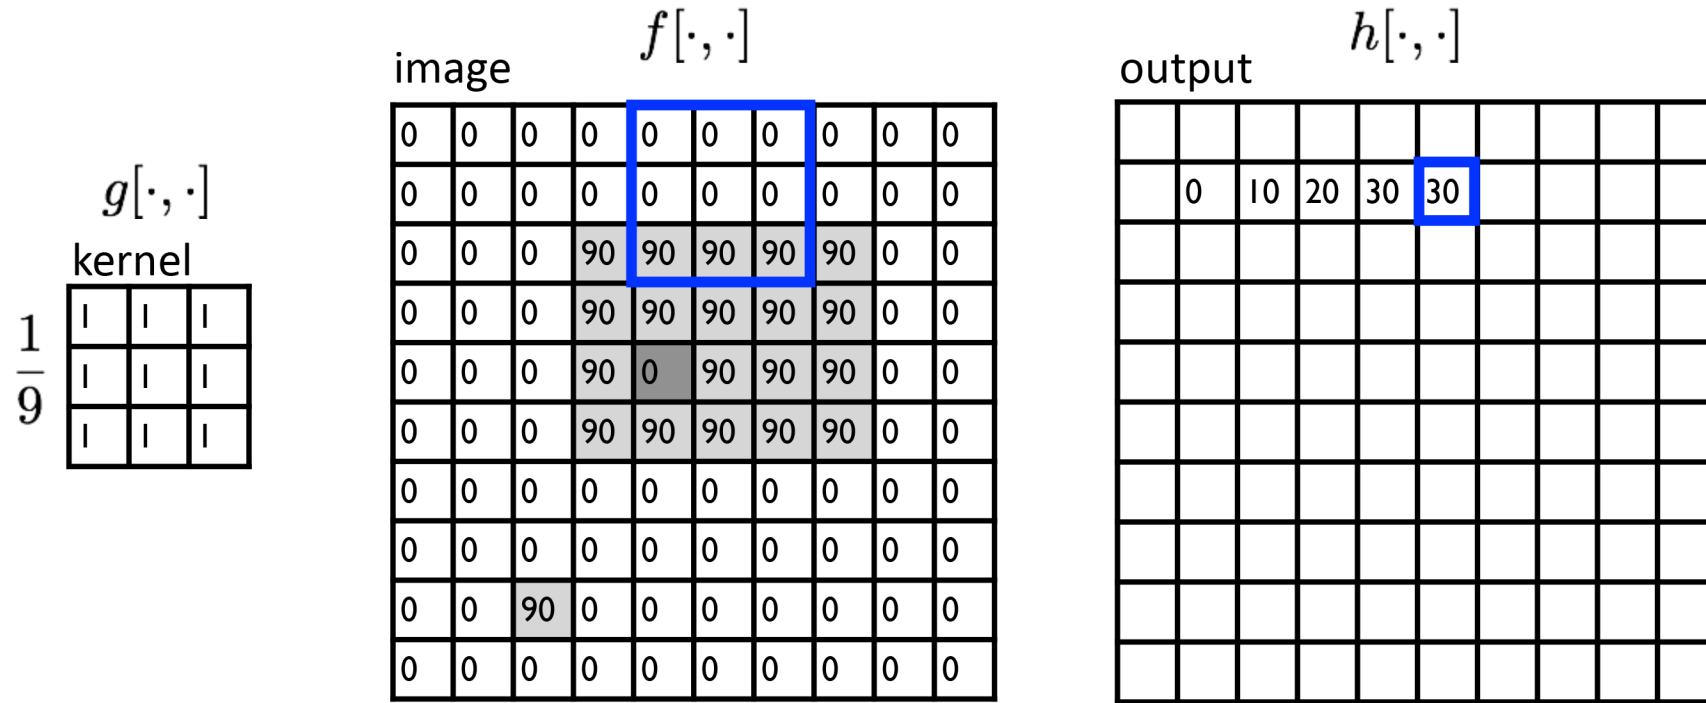 f[·, ·]
h[·, ·]
image
output
g[·, ·]
kernel
1/9
1 1 1
1 1 1
1 1 1
0 0 0 0 0 0 0 0 0 0
0 0 0 0 0 0 0 0 0 0
0 0 0 90 90 90 90 90 0 0
0 0 0 90 90 90 90 90 0 0
0 0 0 90 0 90 90 90 0 0
0 0 0 90 90 90 90 90 0 0
0 0 0 0 0 0 0 0 0 0
0 0 0 0 0 0 0 0 0 0
0 0 90 0 0 0 0 0 0 0
0 0 0 0 0 0 0 0 0 0
0 10 20 30 30